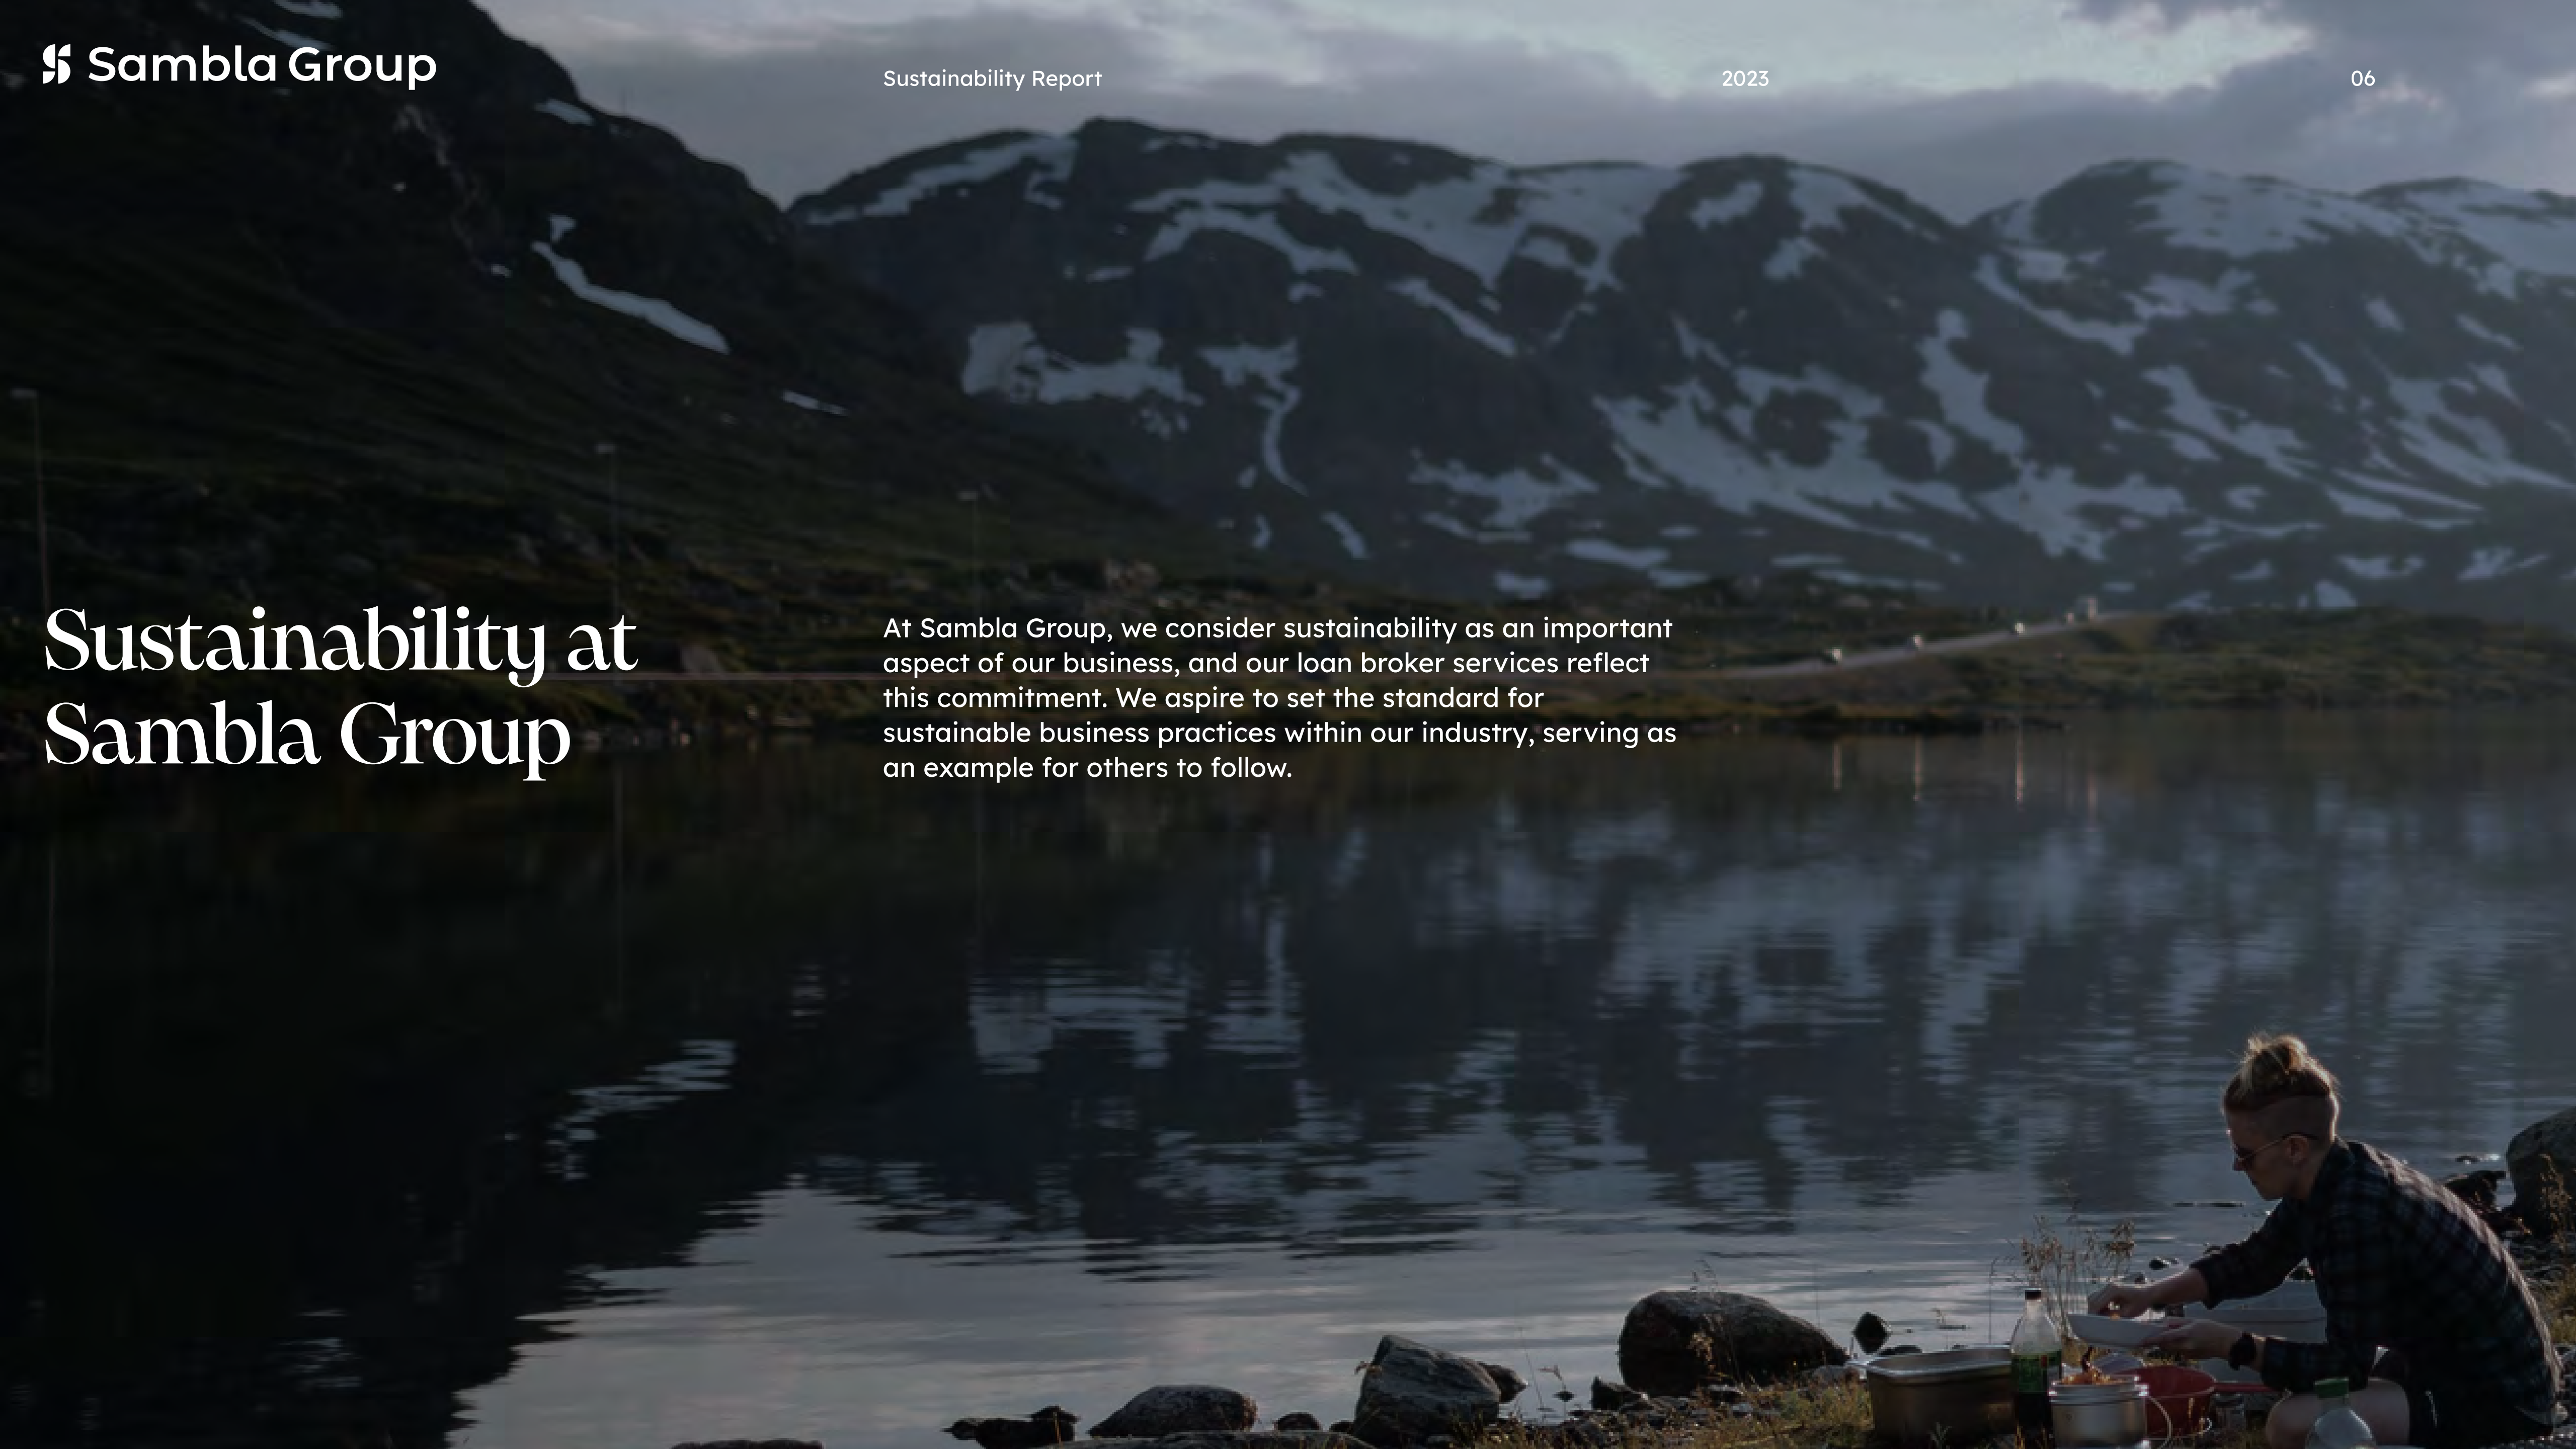 Sambla Group
Sustainability Report
2023
06
Sustainability at
Sambla Group
At Sambla Group, we consider sustainability as an important
aspect of our business, and our loan broker services reflect
this commitment. We aspire to set the standard for
sustainable business practices within our industry, serving as
an example for others to follow.